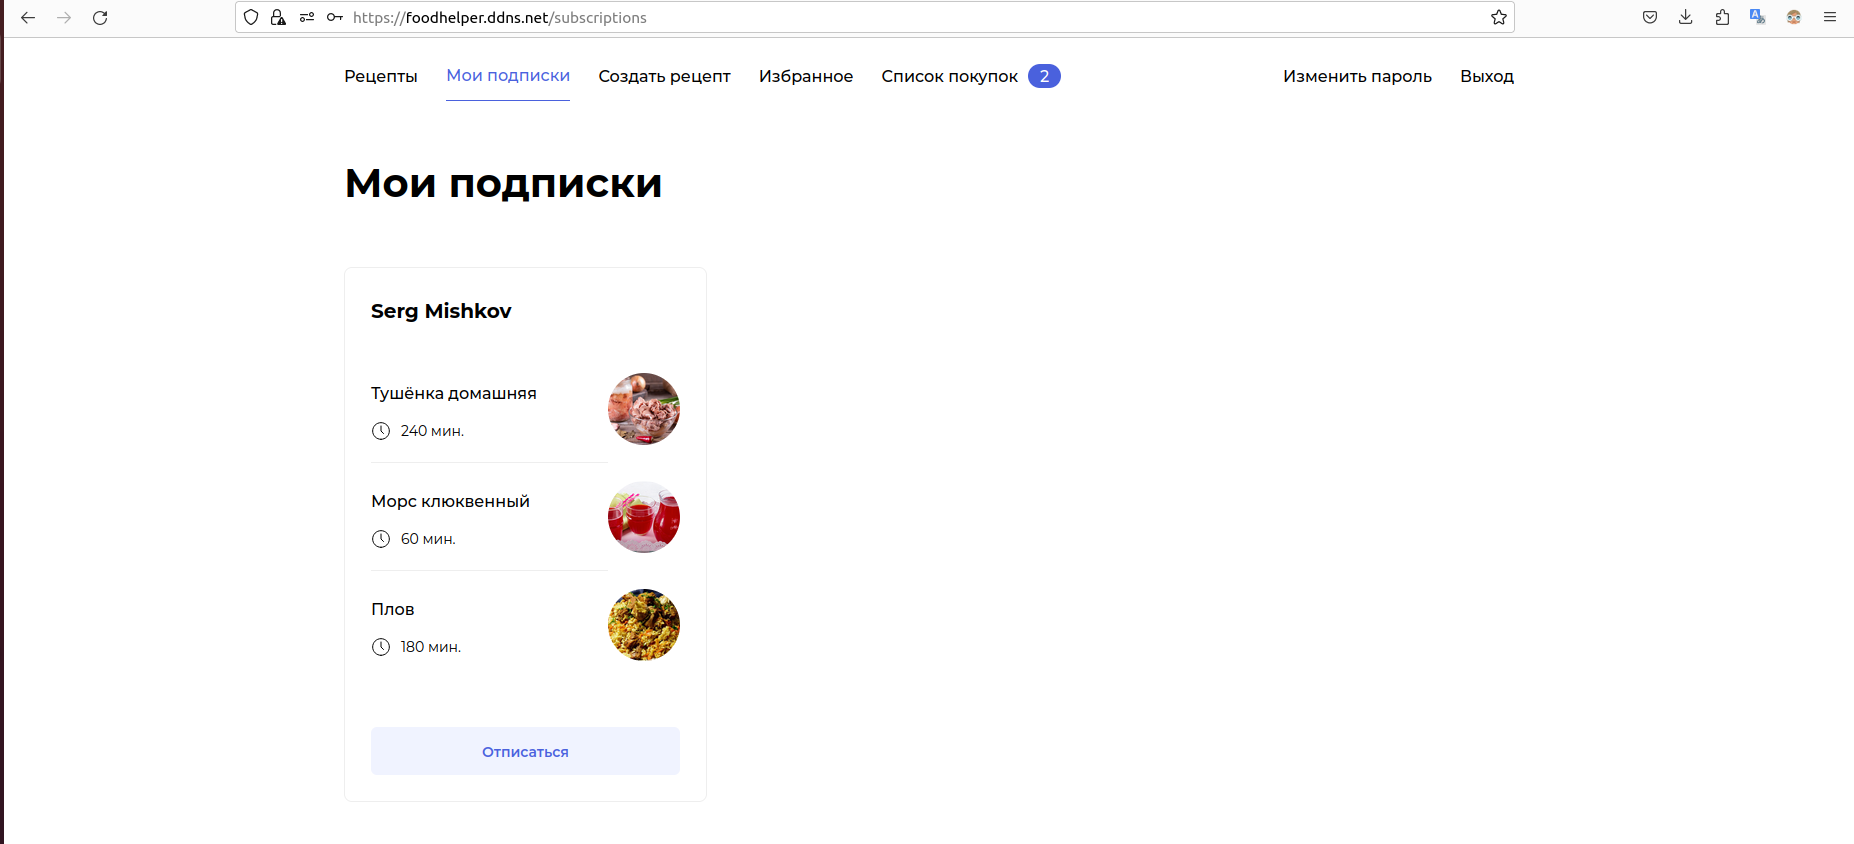 https://foodhelper.ddns.net/subscriptions
Рецепты Мои подписки Создать рецепт Избранное Список покупок 2 Изменить пароль Выход
Мои подписки
Serg Mishkov
Тушёнка домашняя
240 мин.
Морс клюквенный
60 мин.
Плов
180 мин.
Отписаться